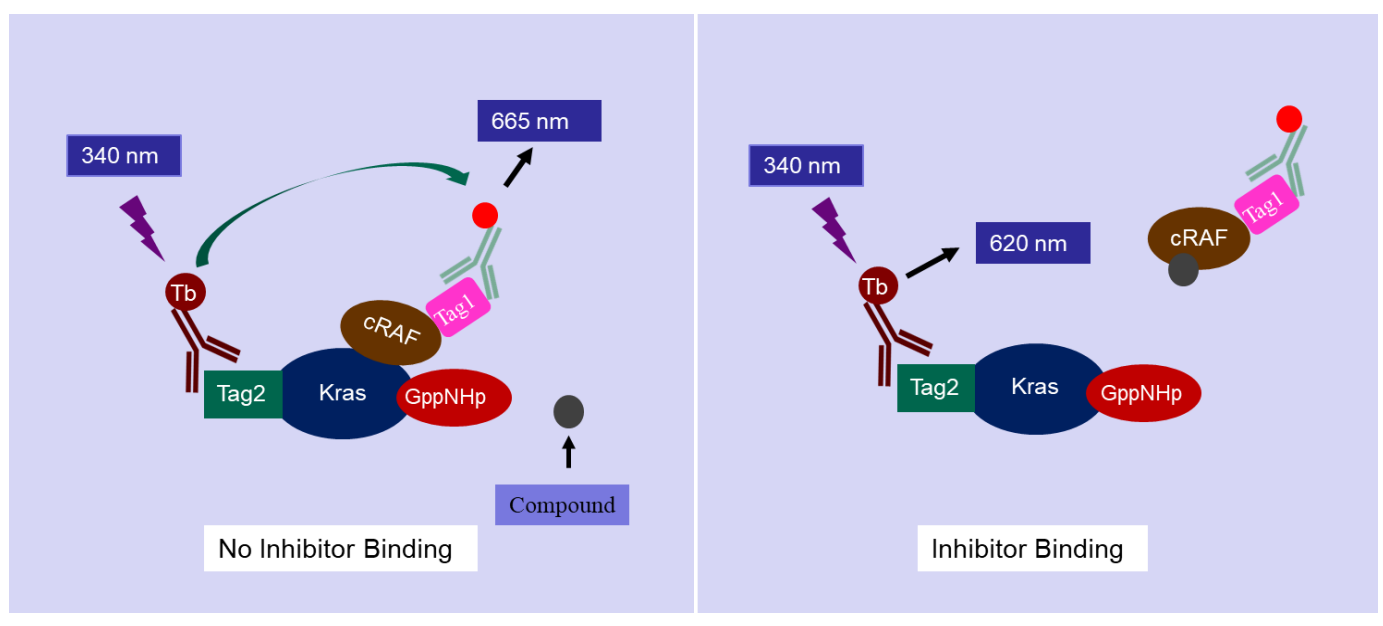 665 nm
340 nm
Tb
cRAF
Tag1
Tag2
Kras
GppNHp
Compound
No Inhibitor Binding
340 nm
620 nm
Tag1
cRAF
Tb
Tag2
Kras
GppNHp
Inhibitor Binding